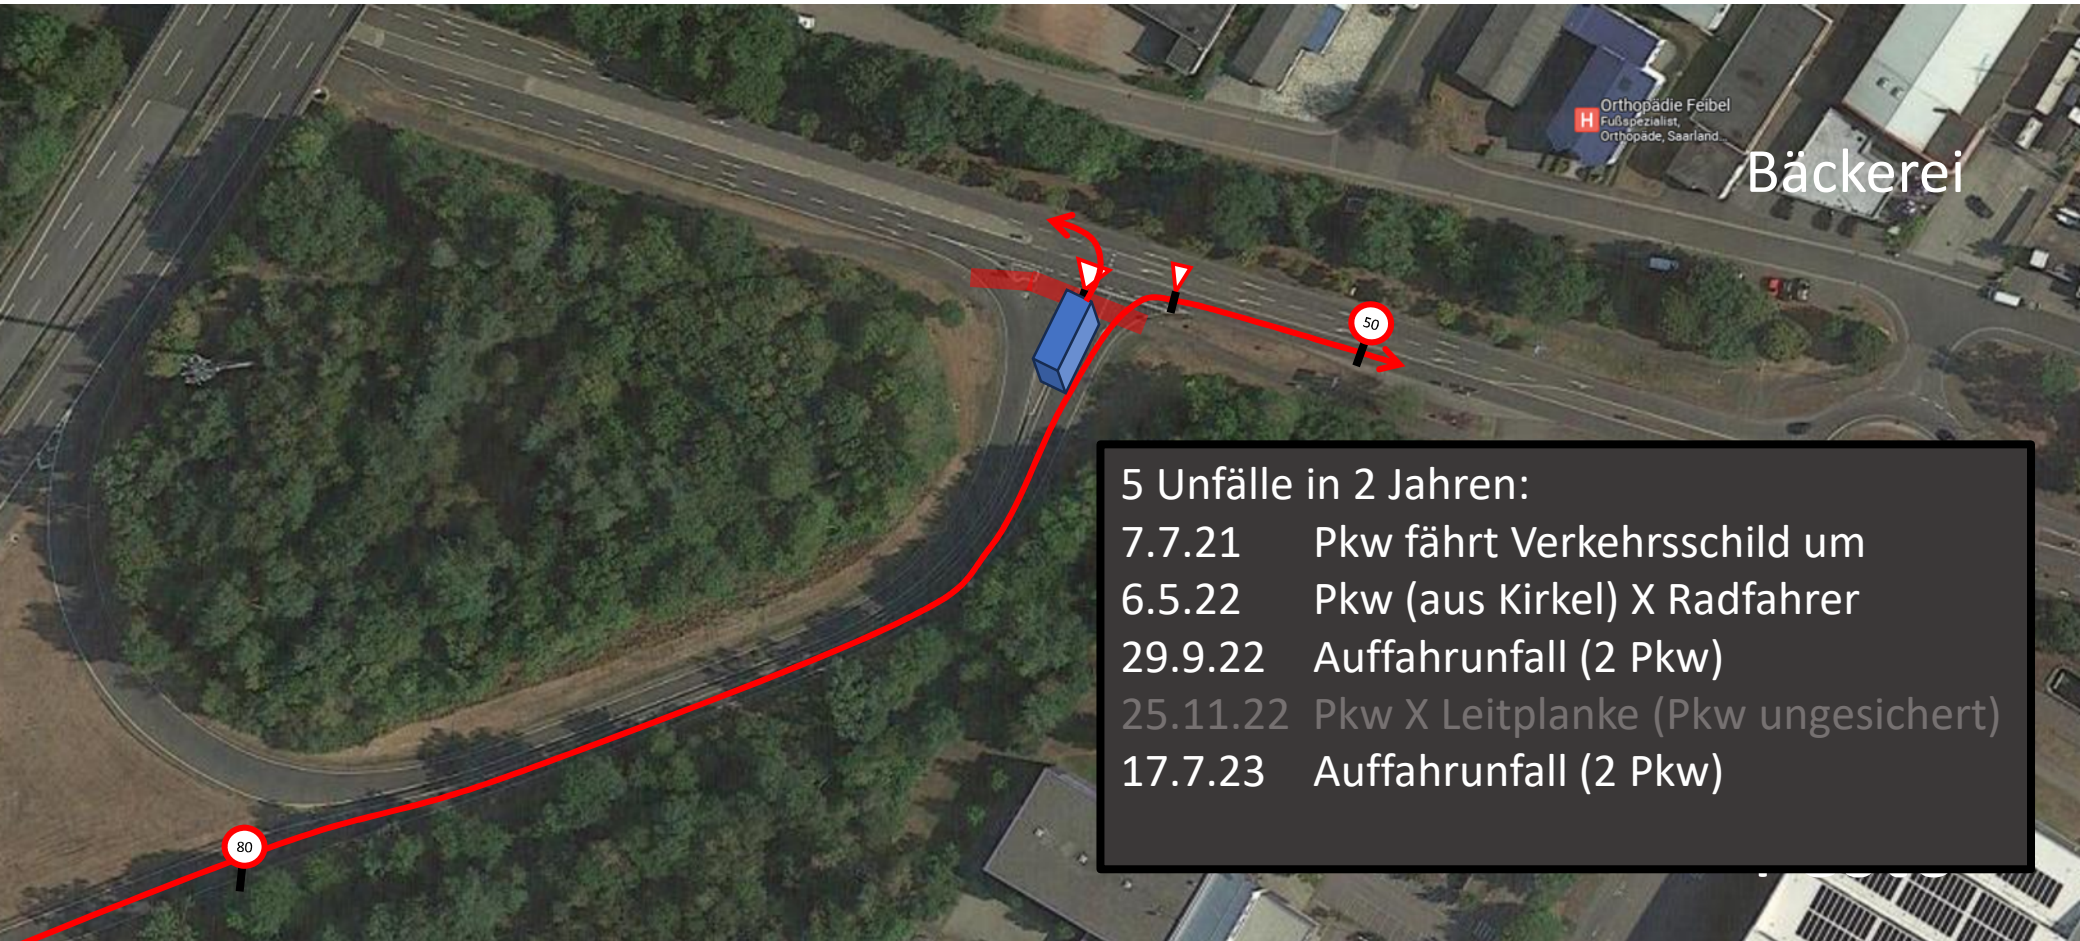 Orthopädie Feibel
Fußspezialist,
Orthopäde, Saarland...
H
Bäckerei
50
80
5 Unfälle in 2 Jahren:
7.7.21 Pkw fährt Verkehrsschild um
6.5.22 Pkw (aus Kirkel) X Radfahrer
29.9.22 Auffahrunfall (2 Pkw)
25.11.22 Pkw X Leitplanke (Pkw ungesichert)
17.7.23 Auffahrunfall (2 Pkw)